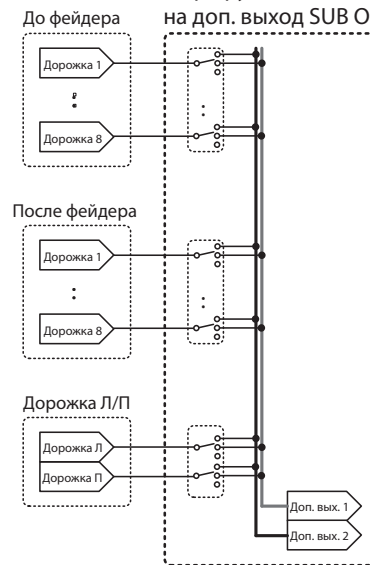 До фейдера
на доп. выход SUB O
Дорожка 1
Дорожка 8
После фейдера
Дорожка 1
Дорожка 8
Дорожка Л/П
Дорожка Л
Дорожка П
Доп. вых. 1
Доп. вых. 2